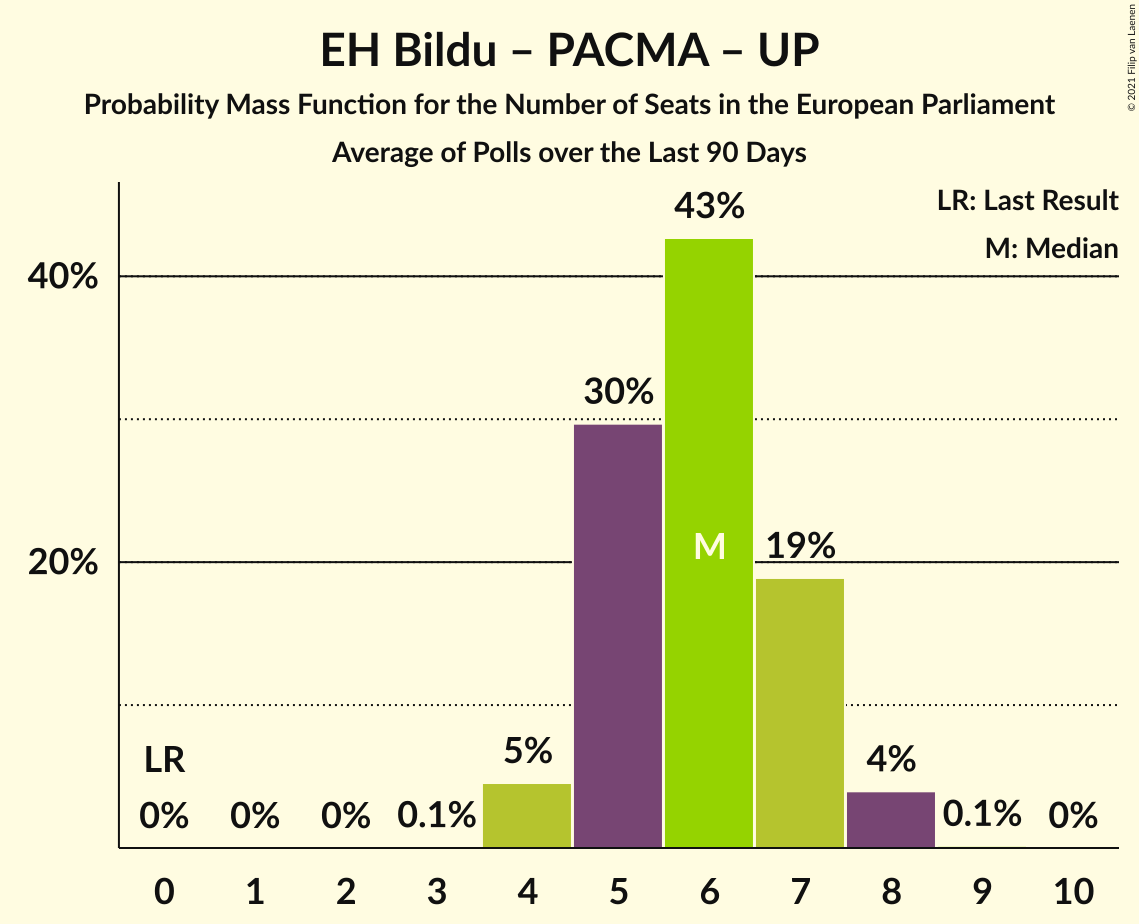 EH Bildu – PACMA – UP
Probability Mass Function for the Number of Seats in the European Parliament
Average of Polls over the Last 90 Days
© 2021 Filip van Laenen
LR: Last Result
M: Median
43%
40%
30%
M
19%
20%
LR
5%
4%
0% 0% 0% 0.1% 0.1% 0%
0 1 2 3 4 5 6 7 8 9 10